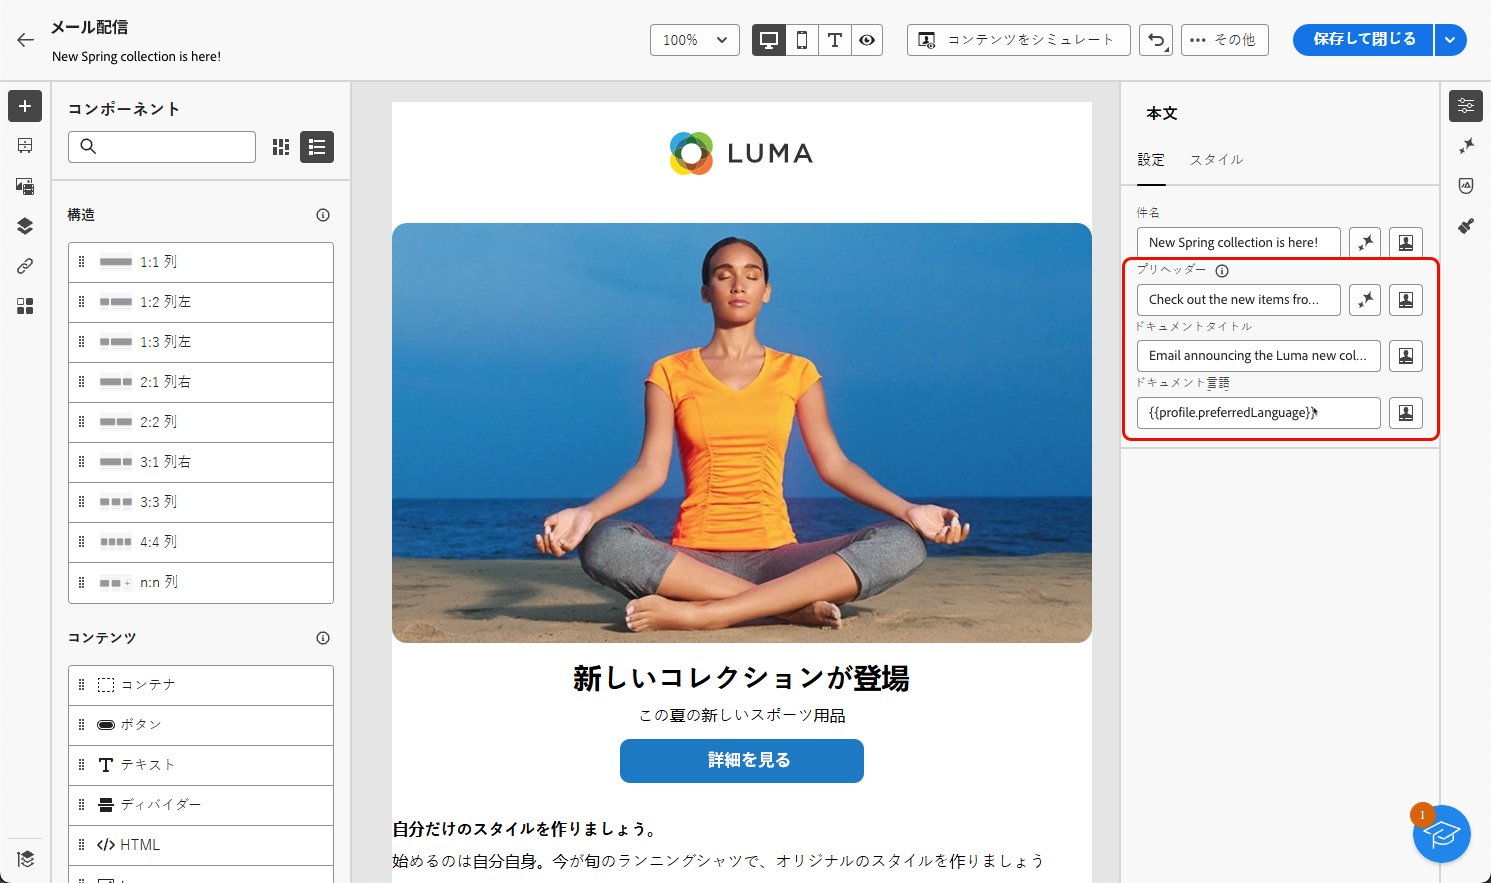 メール配信
New Spring collection is here!
100%
コンテンツをシミュレート
その他
保存して閉じる
コンポーネント
構造
1:1 列
1:2 列左
1:3 列左
2:1 列右
2:2 列
3:1 列右
3:3 列
4:4 列
n:n 列
コンテンツ
コンテナ
ボタン
テキスト
ディバイダー
HTML
LUMA
新しいコレクションが登場
この夏の新しいスポーツ用品
詳細を見る
自分だけのスタイルを作りましょう。
始めるのは自分自身。今が旬のランニングシャツで、オリジナルのスタイルを作りましょう
本文
設定
スタイル
件名
New Spring collection is here!
プリヘッダー
Check out the new items fro...
ドキュメントタイトル
Email announcing the Luma new col...
ドキュメント言語
{{profile.preferredLanguage}}
1